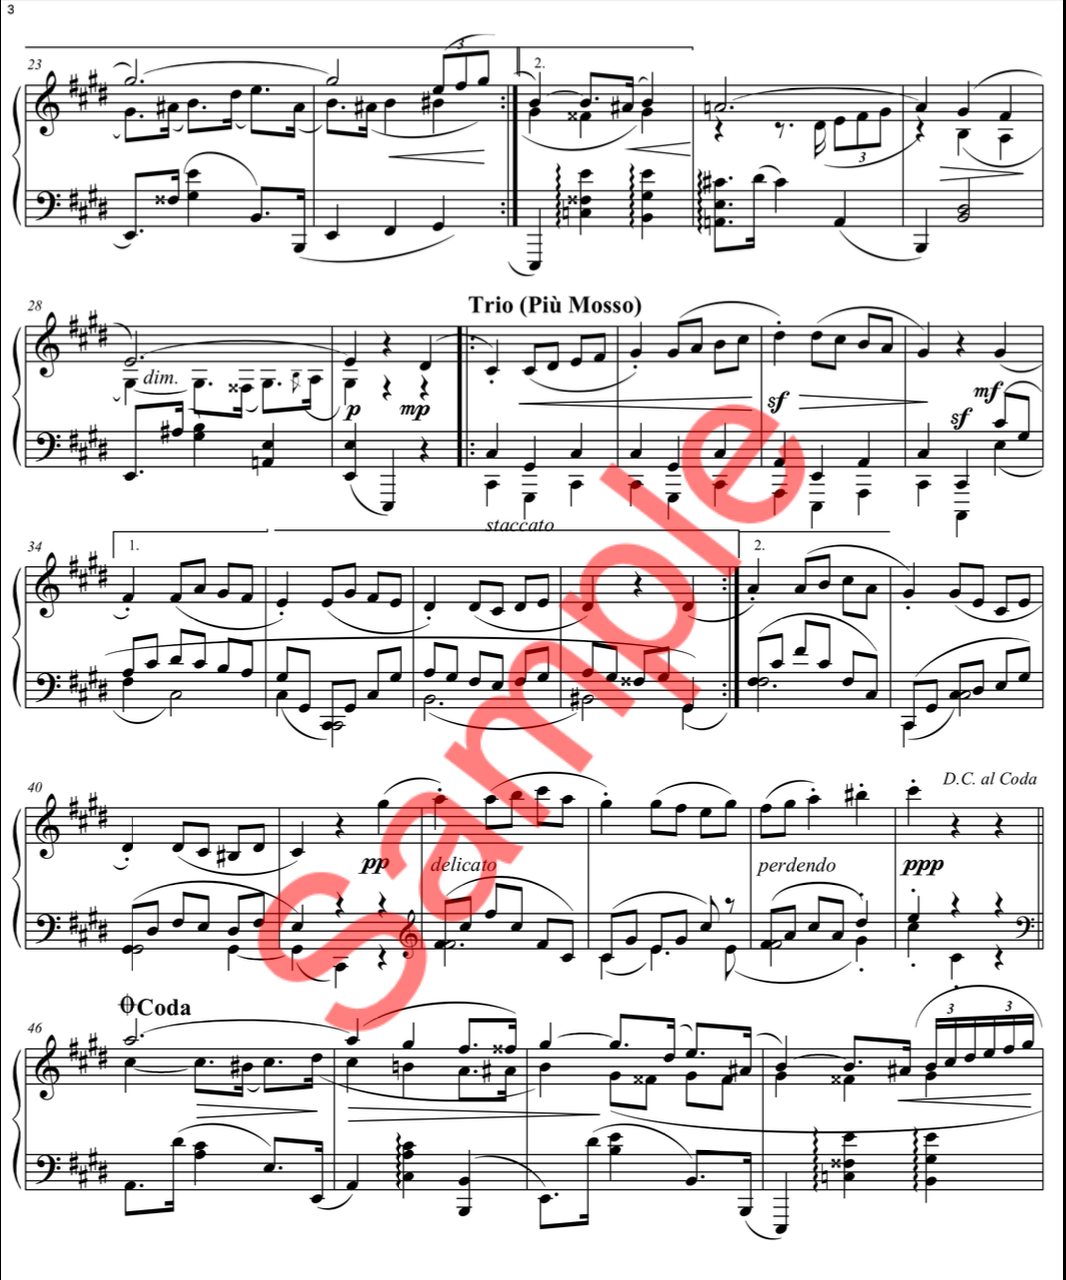 3
23
3
2.
3
28
Trio (Più Mosso)
dim.
p
mp
sf
mf
sf
staccato
34
1.
2.
40
D.C. al Coda
pp
delicato
perdendo
ppp
46
Coda
3
3
Sample